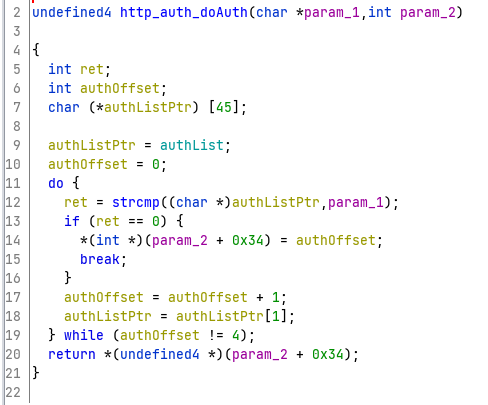 2 undefined4 http_auth_doAuth(char *param_1,int param_2)
3
4 {
5 int ret;
6 int authOffset;
7 char (*authListPtr) [45];
8
9 authListPtr = authList;
10 authOffset = 0;
11 do {
12 ret = strcmp((char *)authListPtr,param_1);
13 if (ret == 0) {
14 *(int *)(param_2 + 0x34) = authOffset;
15 break;
16 }
17 authOffset = authOffset + 1;
18 authListPtr = authListPtr[1];
19 } while (authOffset != 4);
20 return *(undefined4 *)(param_2 + 0x34);
21 }
22